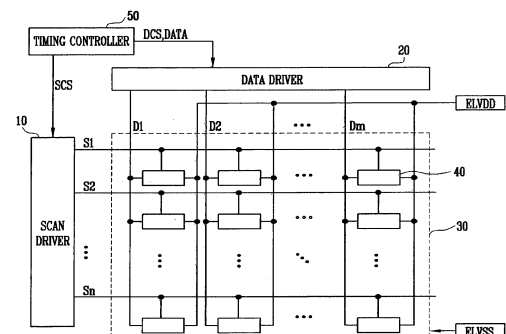 50
TIMING CONTROLLER
DCS,DATA
20
DATA DRIVER
SCS
10
D1
D2
Dm
ELVDD
S1
40
S2
30
SCAN
DRIVER
Sn
ELVSS